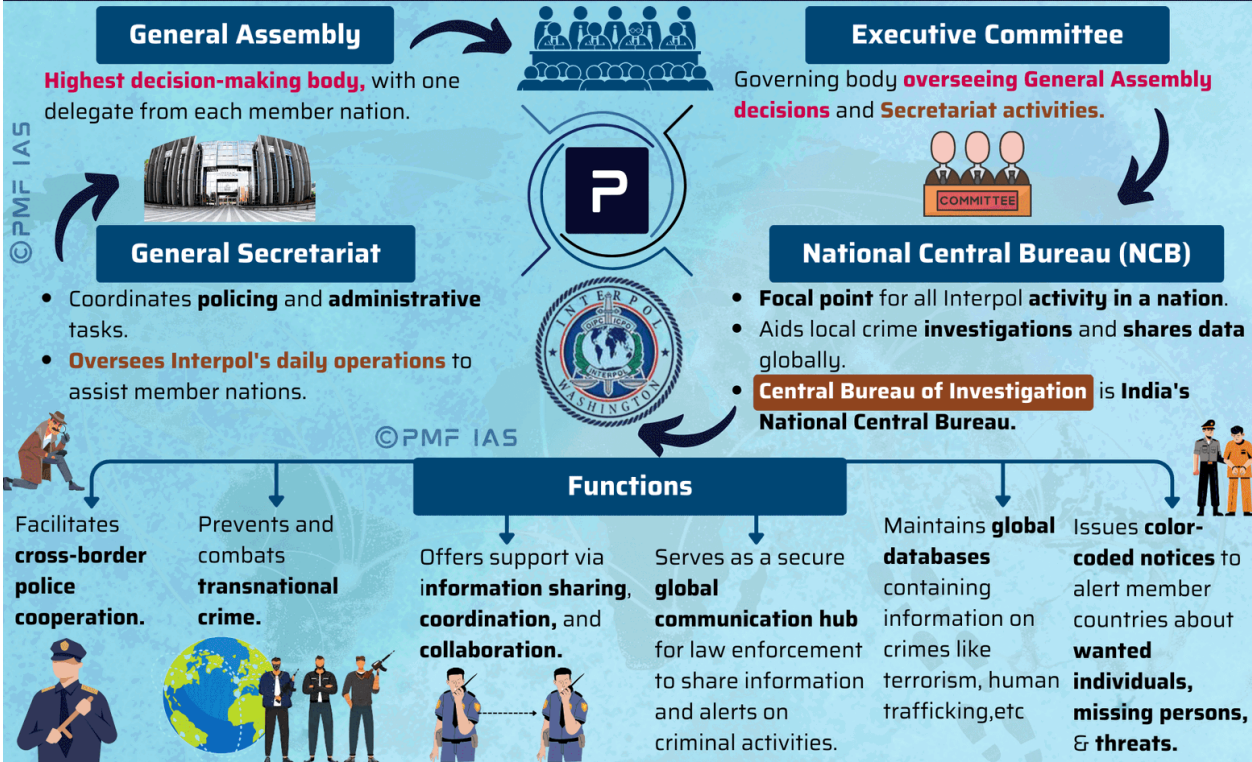 General Assembly
Highest decision-making body, with one
delegate from each member nation.
Executive Committee
Governing body overseeing General Assembly
decisions and Secretariat activities.
COMMITTEE
©PMF IAS
P
General Secretariat
• Coordinates policing and administrative
tasks.
• Oversees Interpol's daily operations to
assist member nations.
INTERPOL
OIPC ICPO
INTERPOL
WASHINGTON
National Central Bureau (NCB)
• Focal point for all Interpol activity in a nation.
• Aids local crime investigations and shares data
globally.
• Central Bureau of Investigation is India's
National Central Bureau.
©PMF IAS
Functions
Facilitates
cross-border
police
cooperation.
Prevents and
combats
transnational
crime.
Offers support via
information sharing,
coordination, and
collaboration.
Serves as a secure
global
communication hub
for law enforcement
to share information
and alerts on
criminal activities.
Maintains global
databases
containing
information on
crimes like
terrorism, human
trafficking,etc
Issues color-
coded notices to
alert member
countries about
wanted
individuals,
missing persons,
& threats.